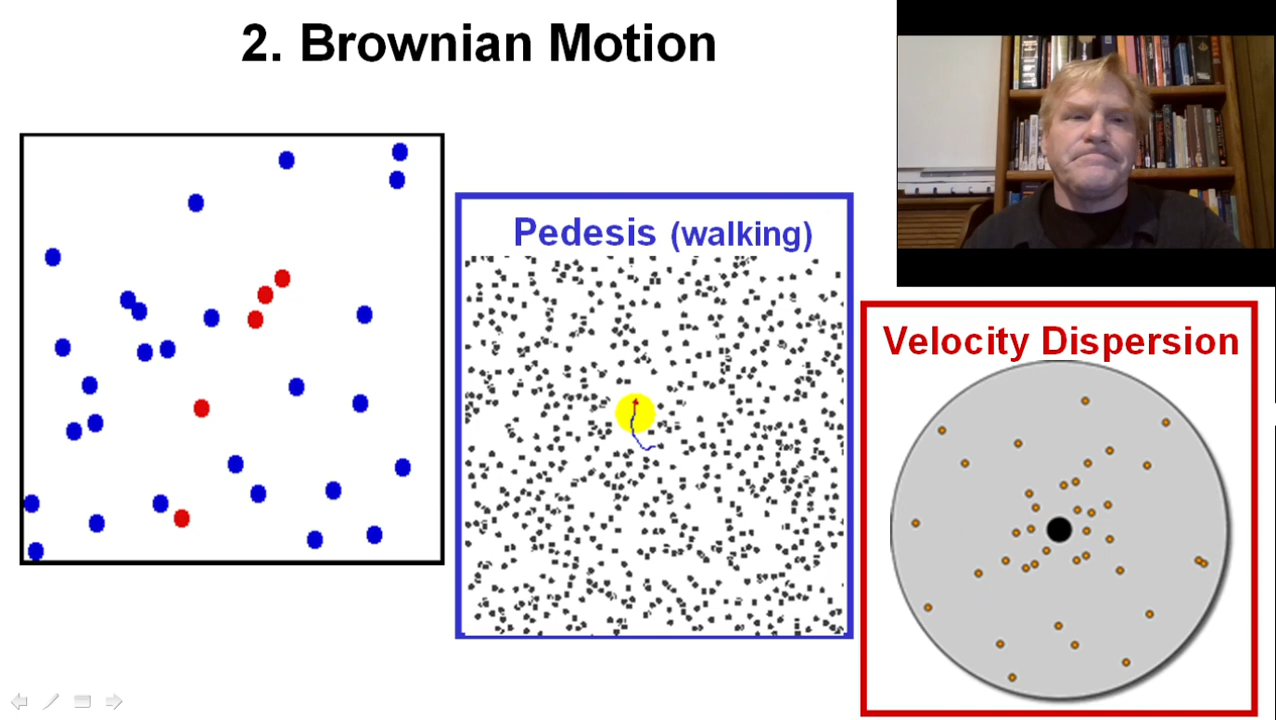 2. Brownian Motion
Pedesis (walking)
Velocity Dispersion